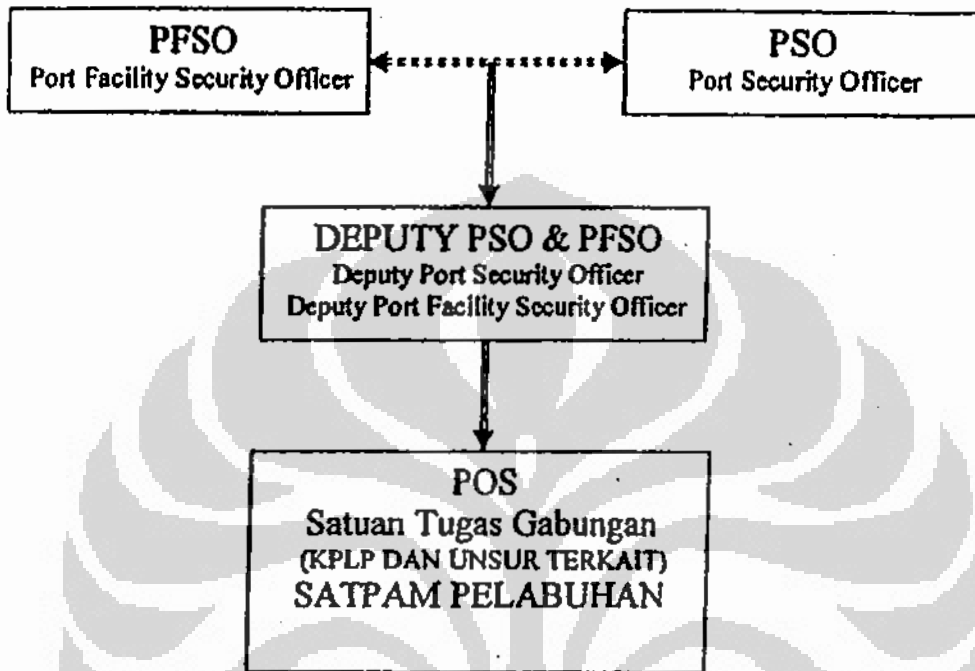 PFSO
Port Facility Security Officer
PSO
Port Security Officer
DEPUTY PSO & PFSO
Deputy Port Security Officer
Deputy Port Facility Security Officer
POS
Satuan Tugas Gabungan
(KPLP DAN UNSUR TERKAIT)
SATPAM PELABUHAN